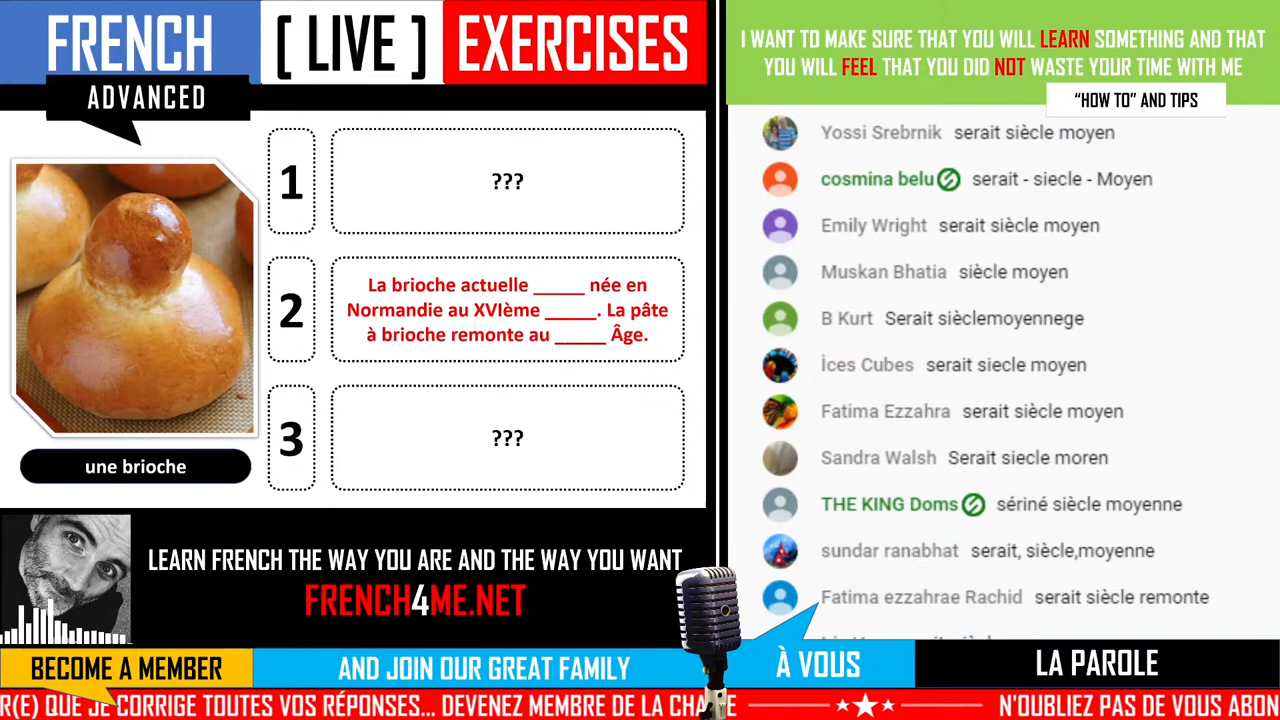 FRENCH [ LIVE ] EXERCISES
ADVANCED
1
???
2
La brioche actuelle _____ née en
Normandie au XVIème _____. La pâte
à brioche remonte au _____ Âge.
3
???
une brioche
LEARN FRENCH THE WAY YOU ARE AND THE WAY YOU WANT
FRENCH4ME.NET
BECOME A MEMBER
AND JOIN OUR GREAT FAMILY
I WANT TO MAKE SURE THAT YOU WILL LEARN SOMETHING AND THAT
YOU WILL FEEL THAT YOU DID NOT WASTE YOUR TIME WITH ME
“HOW TO” AND TIPS
Yossi Srebrnik serait siècle moyen
cosmina belu serait - siecle - Moyen
Emily Wright serait siècle moyen
Muskan Bhatia siècle moyen
B Kurt Serait sièclemoyennege
İces Cubes serait siecle moyen
Fatima Ezzahra serait siècle moyen
Sandra Walsh Serait siecle moren
THE KING Doms sériné siècle moyenne
sundar ranabhat serait, siècle,moyenne
Fatima ezzahrae Rachid serait siècle remonte
À VOUS
LA PAROLE
R(E) QUE JE CORRIGE TOUTES VOS RÉPONSES... DEVENEZ MEMBRE DE LA CHA NE
N'OUBLIEZ PAS DE VOUS ABON